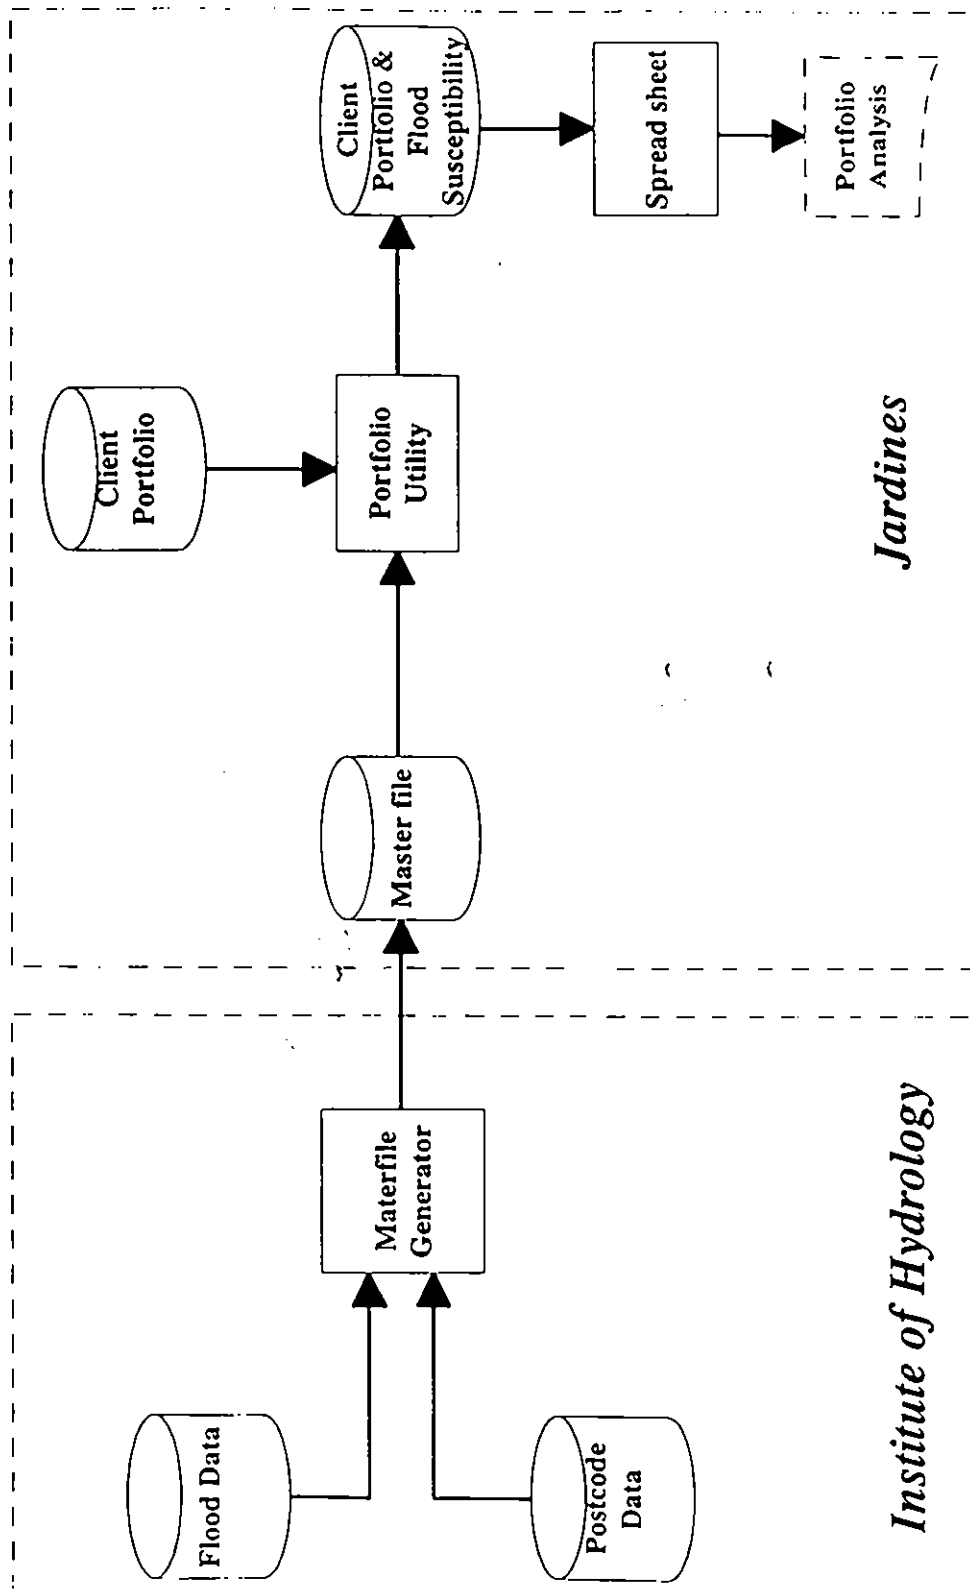 Flood Data
Postcode
Data
Materfile
Generator
Institute of Hydrology
Master file
Client
Portfolio
Portfolio
Utility
Client
Portfolio &
Flood
Susceptibility
Spread sheet
Portfolio
Analysis
Jardines